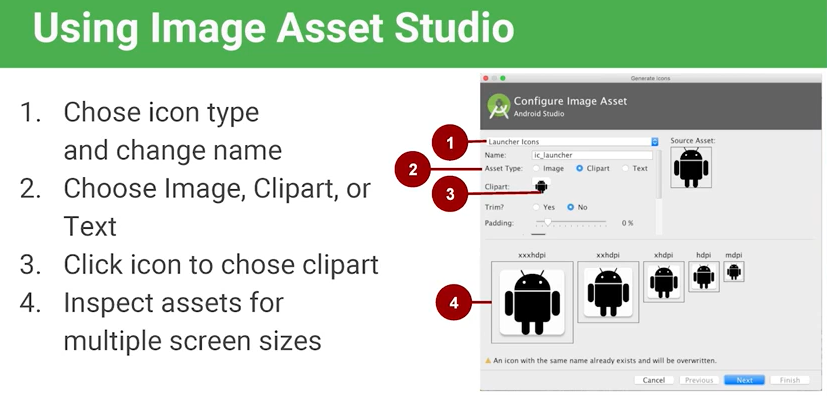 Using Image Asset Studio
1. Chose icon type
and change name
2. Choose Image, Clipart, or
Text
3. Click icon to chose clipart
4. Inspect assets for
multiple screen sizes
Generate Icons
Configure Image Asset
Android Studio
1
Launcher Icons
Source Asset:
Name: ic_launcher
2
Asset Type: Image Clipart Text
3
Clipart:
Trim? Yes No
Padding: 0 %
xxxhdpi xxhdpi xhdpi hdpi mdpi
4
An icon with the same name already exists and will be overwritten.
Cancel Previous Next Finish